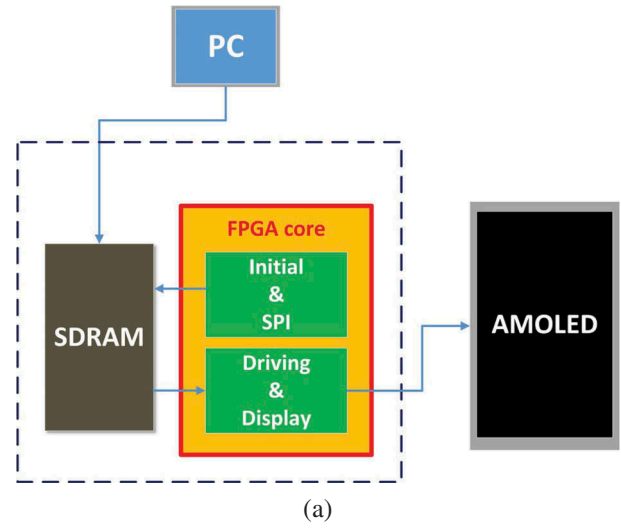 PC
FPGA core
Initial
&
SPI
SDRAM
Driving
&
Display
AMOLED
(a)